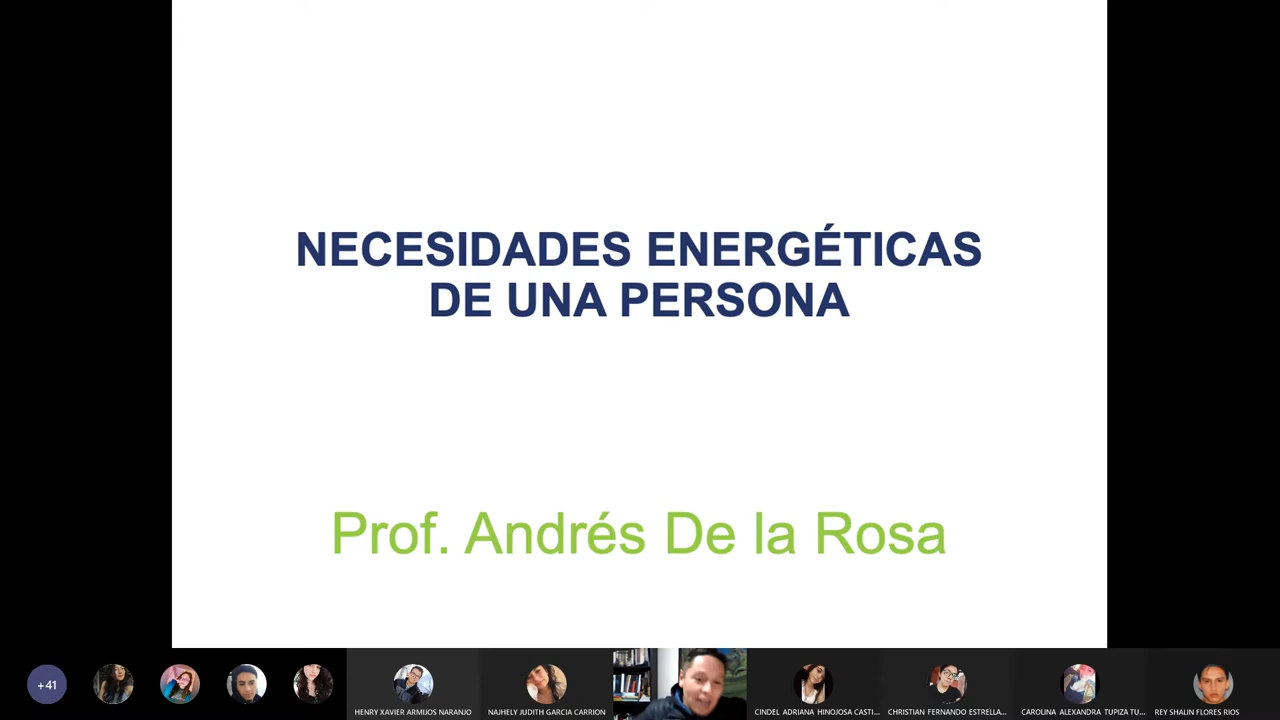 NECESIDADES ENERGÉTICAS
DE UNA PERSONA
Prof. Andrés De la Rosa
+41
HENRY XAVIER ARMIJOS NARANJO
NAJHELY JUDITH GARCIA CARRION
CINDEL ADRIANA HINOJOSA CASTI...
CHRISTIAN FERNANDO ESTRELLA...
CAROLINA ALEXANDRA TUPIZA TU...
REY SHALIN FLORES RIOS